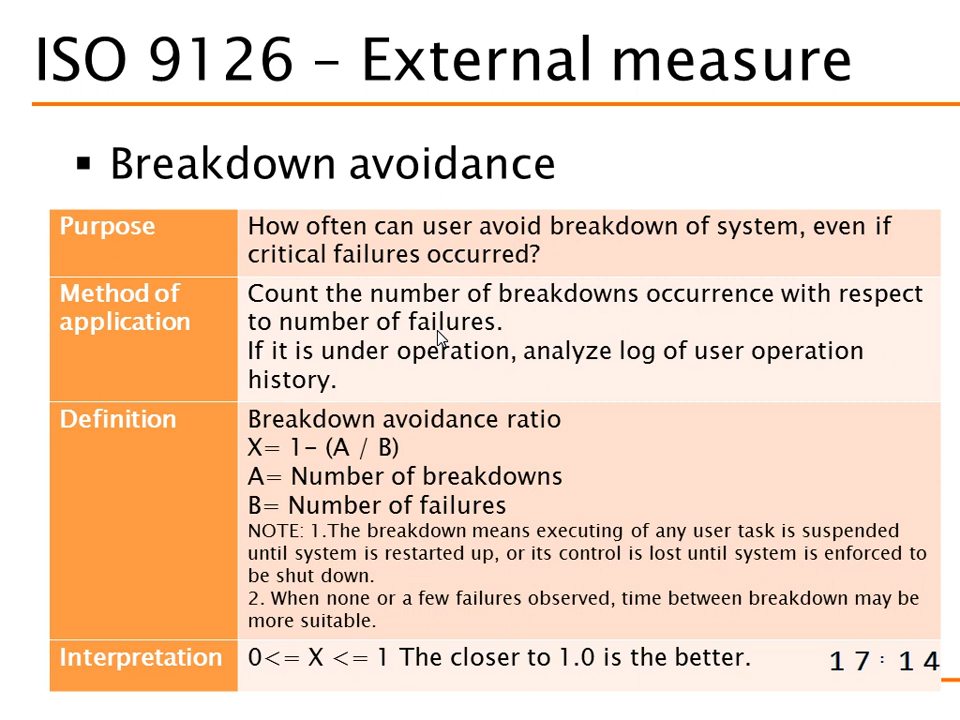 ISO 9126 – External measure
▪ Breakdown avoidance
Purpose
How often can user avoid breakdown of system, even if
critical failures occurred?
Method of
application
Count the number of breakdowns occurrence with respect
to number of failures.
If it is under operation, analyze log of user operation
history.
Definition
Breakdown avoidance ratio
X= 1- (A / B)
A= Number of breakdowns
B= Number of failures
NOTE: 1.The breakdown means executing of any user task is suspended
until system is restarted up, or its control is lost until system is enforced to
be shut down.
2. When none or a few failures observed, time between breakdown may be
more suitable.
Interpretation
0<= X <= 1 The closer to 1.0 is the better.
17:14